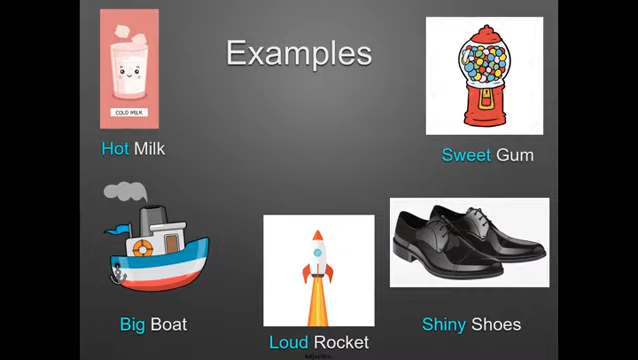 Examples
COLD MILK
Hot Milk
Sweet Gum
Big Boat
Loud Rocket
Shiny Shoes